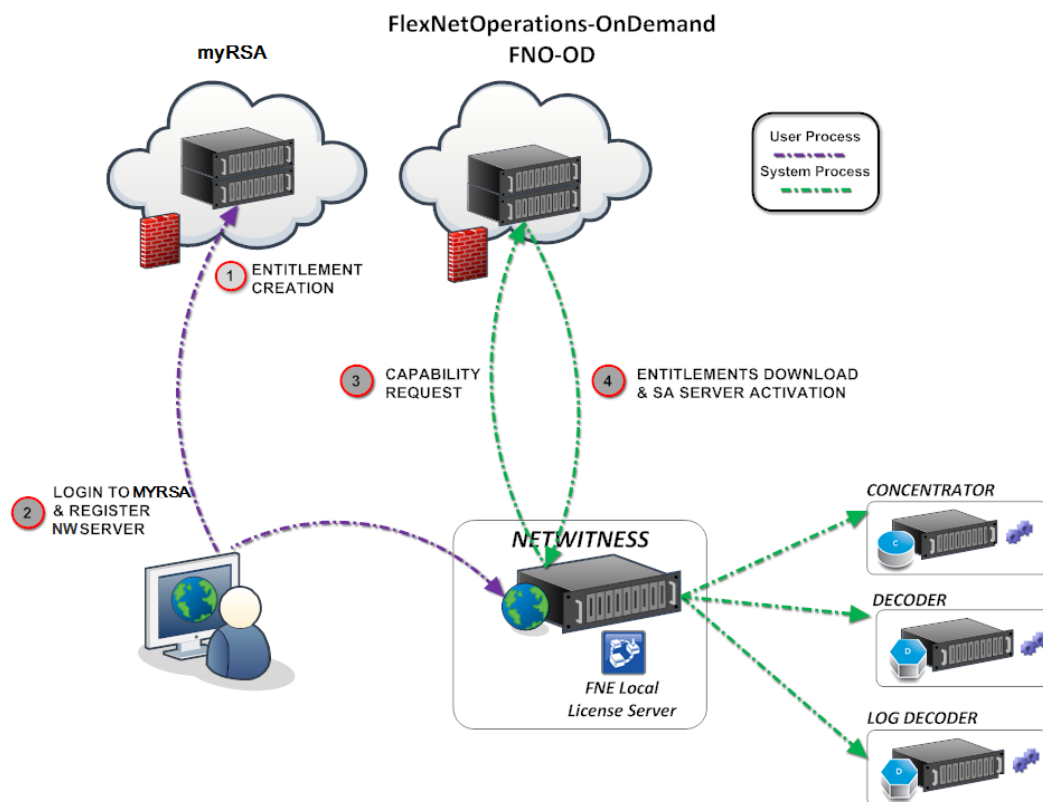 FlexNetOperations-OnDemand
FNO-OD
myRSA
User Process
System Process
1
ENTITLEMENT
CREATION
3
CAPABILITY
REQUEST
4
ENTITLEMENTS DOWNLOAD
& SA SERVER ACTIVATION
2
LOGIN TO MYRSA
& REGISTER
NWSERVER
NETWITNESS
FNE Local
License Server
CONCENTRATOR
C
DECODER
D
LOG DECODER
D